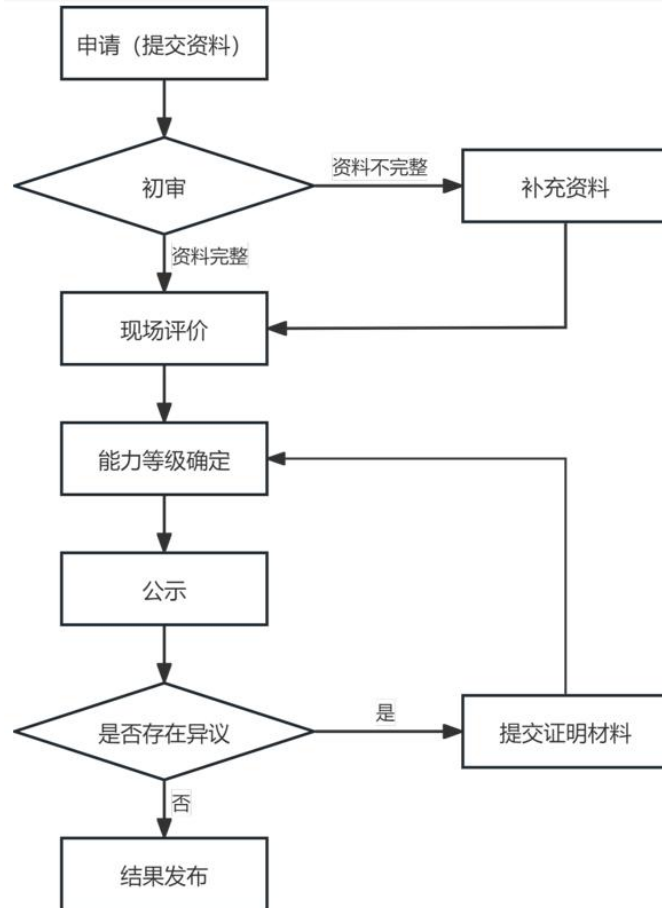 申请（提交资料）
初审
资料不完整
补充资料
资料完整
现场评价
能力等级确定
公示
是否存在异议
是
提交证明材料
否
结果发布